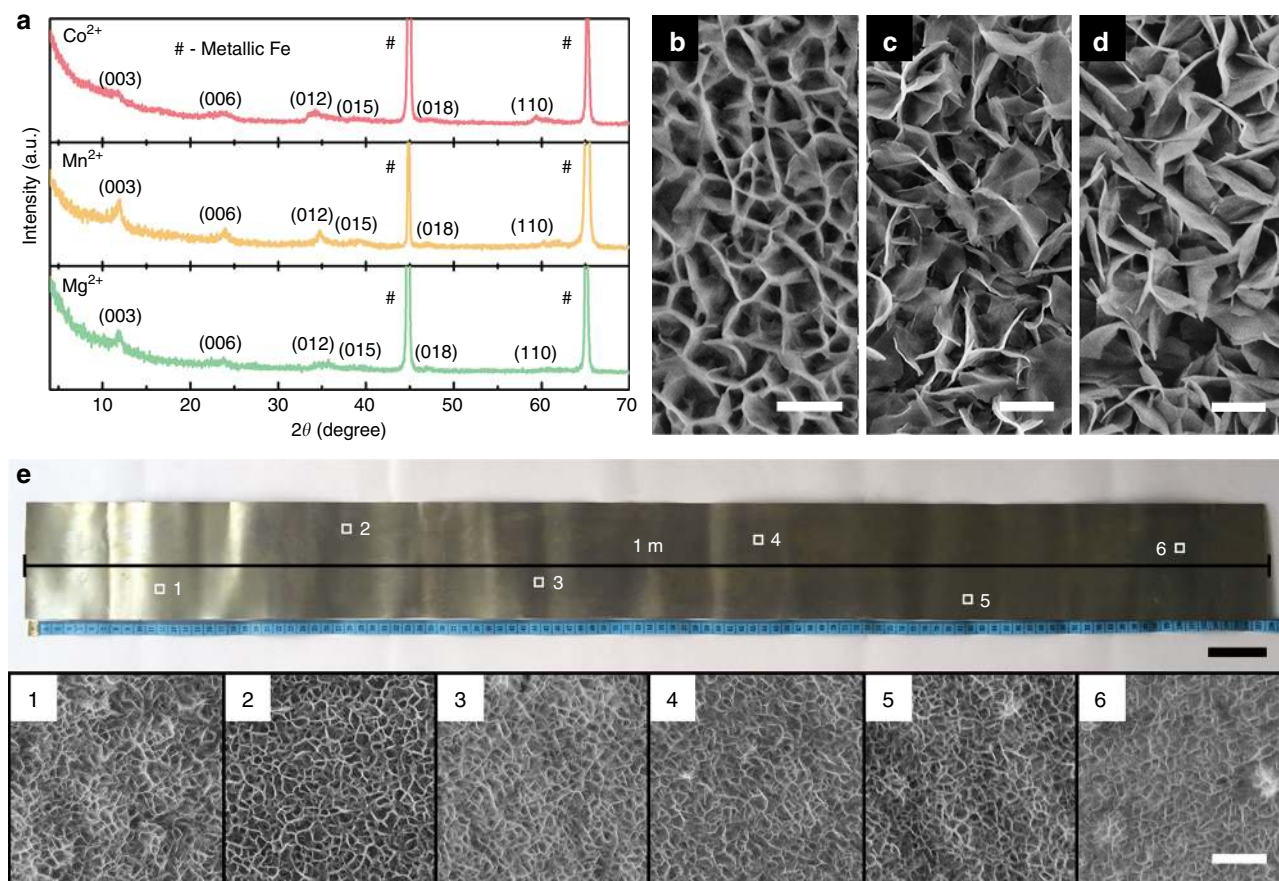 a
Co²⁺
# - Metallic Fe
#
#
(003)
(006)
(012)
(015)
(018)
(110)
Mn²⁺
#
#
(003)
(006)
(012)
(015)
(018)
(110)
Mg²⁺
#
#
(003)
(006)
(012)
(015)
(018)
(110)
Intensity (a.u.)
10 20 30 40 50 60 70
2θ (degree)
b
c
d
e
2
4
1 m
6
1
3
5
1
2
3
4
5
6